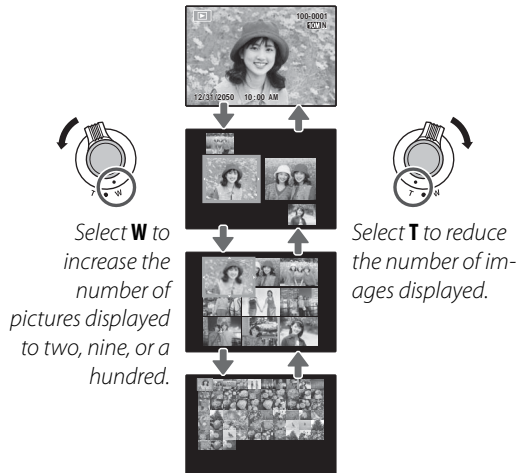 100-0001
10M N
12/31/2050 10:00 AM
T W
T W
Select W to
increase the
number of
pictures displayed
to two, nine, or a
hundred.
Select T to reduce
the number of im-
ages displayed.